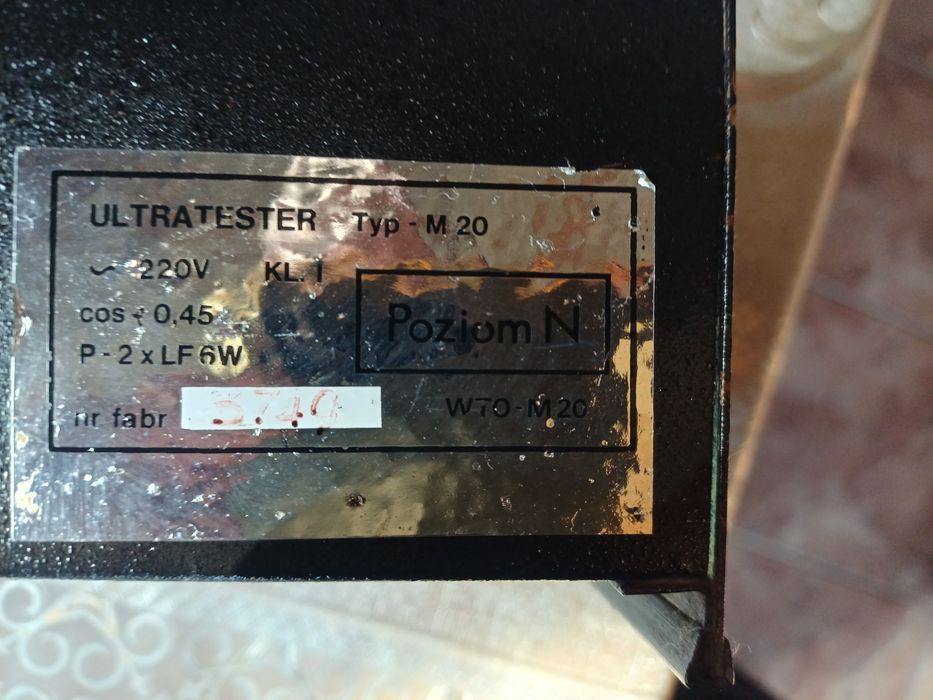 ULTRATESTER Typ - M 20
~ 220V KL. I
cos φ 0,45
P - 2 x LF 6W
Poziom N
nr fabr 3740
WTO - M 20